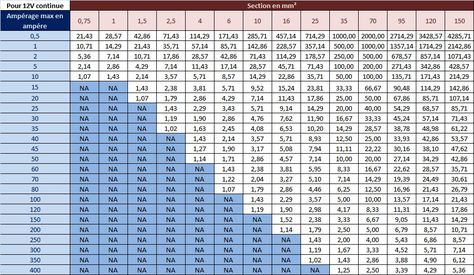 Pour 12V continue Section en mm²
Ampérage max en ampére 0,75 1 1,5 2,5 4 6 10 16 25 35 70 95 120 150
0,5 21,43 28,57 42,86 71,43 114,29 171,43 285,71 457,14 714,29 1000,00 2000,00 2714,29 3428,57 4285,71
1 10,71 14,29 21,43 35,71 57,14 85,71 142,86 228,57 357,14 500,00 1000,00 1357,14 1714,29 2142,86
2 5,36 7,14 10,71 17,86 28,57 42,86 71,43 114,29 178,57 250,00 500,00 678,57 857,14 1071,43
5 2,14 2,86 4,29 7,14 11,43 17,14 28,57 45,71 71,43 100,00 200,00 271,43 342,86 428,57
10 1,07 1,43 2,14 3,57 5,71 8,57 14,29 22,86 35,71 50,00 100,00 135,71 171,43 214,29
15 NA NA 1,43 2,38 3,81 5,71 9,52 15,24 23,81 33,33 66,67 90,48 114,29 142,86
20 NA NA 1,07 1,79 2,86 4,29 7,14 11,43 17,86 25,00 50,00 67,86 85,71 107,14
25 NA NA NA 1,43 2,29 3,43 5,71 9,14 14,29 20,00 40,00 54,29 68,57 85,71
30 NA NA NA 1,19 1,90 2,86 4,76 7,62 11,90 16,67 33,33 45,24 57,14 71,43
35 NA NA NA 1,02 1,63 2,45 4,08 6,53 10,20 14,29 28,57 38,78 48,98 61,22
40 NA NA NA NA 1,43 2,14 3,57 5,71 8,93 12,50 25,00 33,93 42,86 53,57
45 NA NA NA NA 1,27 1,90 3,17 5,08 7,94 11,11 22,22 30,16 38,10 47,62
50 NA NA NA NA 1,14 1,71 2,86 4,57 7,14 10,00 20,00 27,14 34,29 42,86
60 NA NA NA NA NA 1,43 2,38 3,81 5,95 8,33 16,67 22,62 28,57 35,71
70 NA NA NA NA NA 1,22 2,04 3,27 5,10 7,14 14,29 19,39 24,49 30,61
80 NA NA NA NA NA 1,07 1,79 2,86 4,46 6,25 12,50 16,96 21,43 26,79
100 NA NA NA NA NA NA 1,43 2,29 3,57 5,00 10,00 13,57 17,14 21,43
120 NA NA NA NA NA NA 1,19 1,90 2,98 4,17 8,33 11,31 14,29 17,86
150 NA NA NA NA NA NA NA 1,52 2,38 3,33 6,67 9,05 11,43 14,29
200 NA NA NA NA NA NA NA 1,14 1,79 2,50 5,00 6,79 8,57 10,71
250 NA NA NA NA NA NA NA NA 1,43 2,00 4,00 5,43 6,86 8,57
300 NA NA NA NA NA NA NA NA 1,19 1,67 3,33 4,52 5,71 7,14
350 NA NA NA NA NA NA NA NA 1,02 1,43 2,86 3,88 4,90 6,12
400 NA NA NA NA NA NA NA NA NA 1,25 2,50 3,39 4,29 5,36